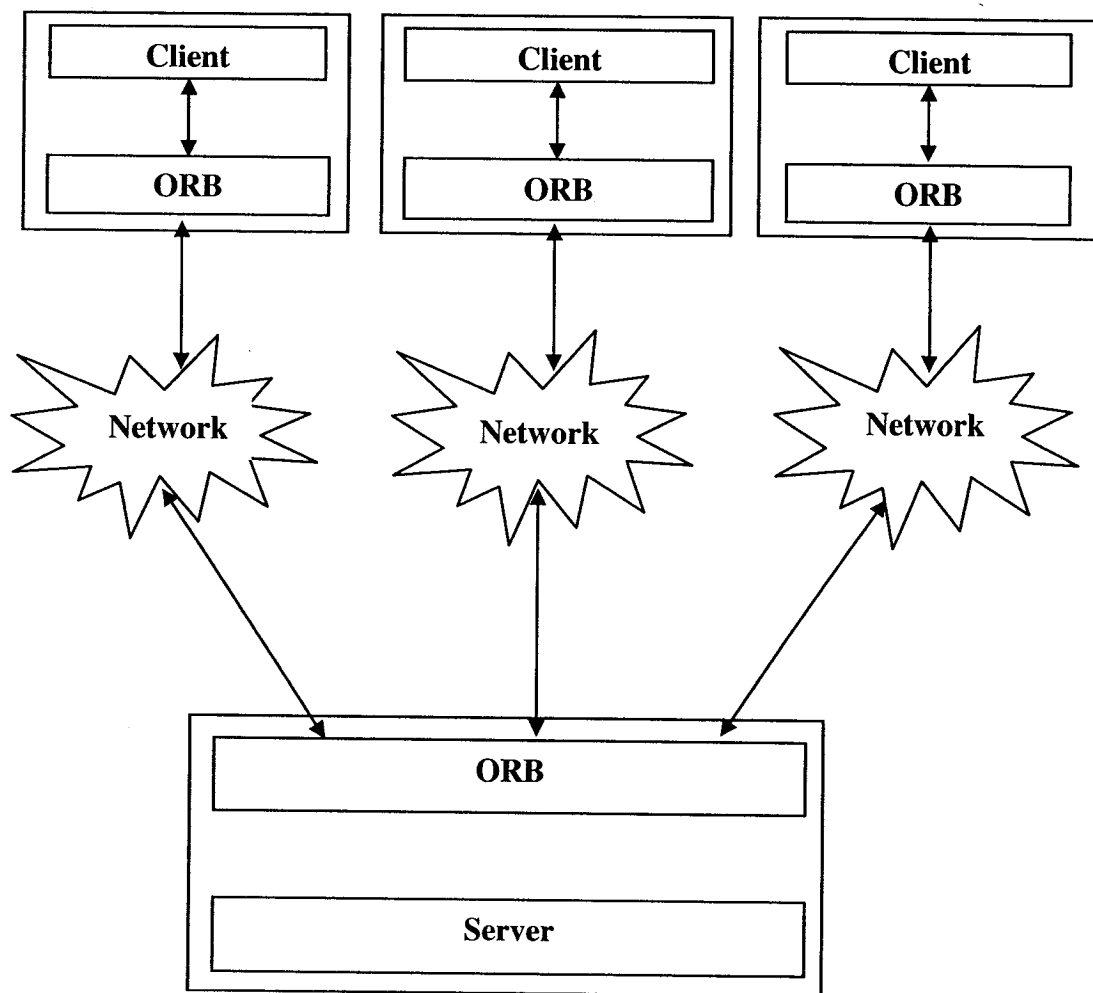 Client
Client
Client
ORB
ORB
ORB
Network
Network
Network
ORB
Server